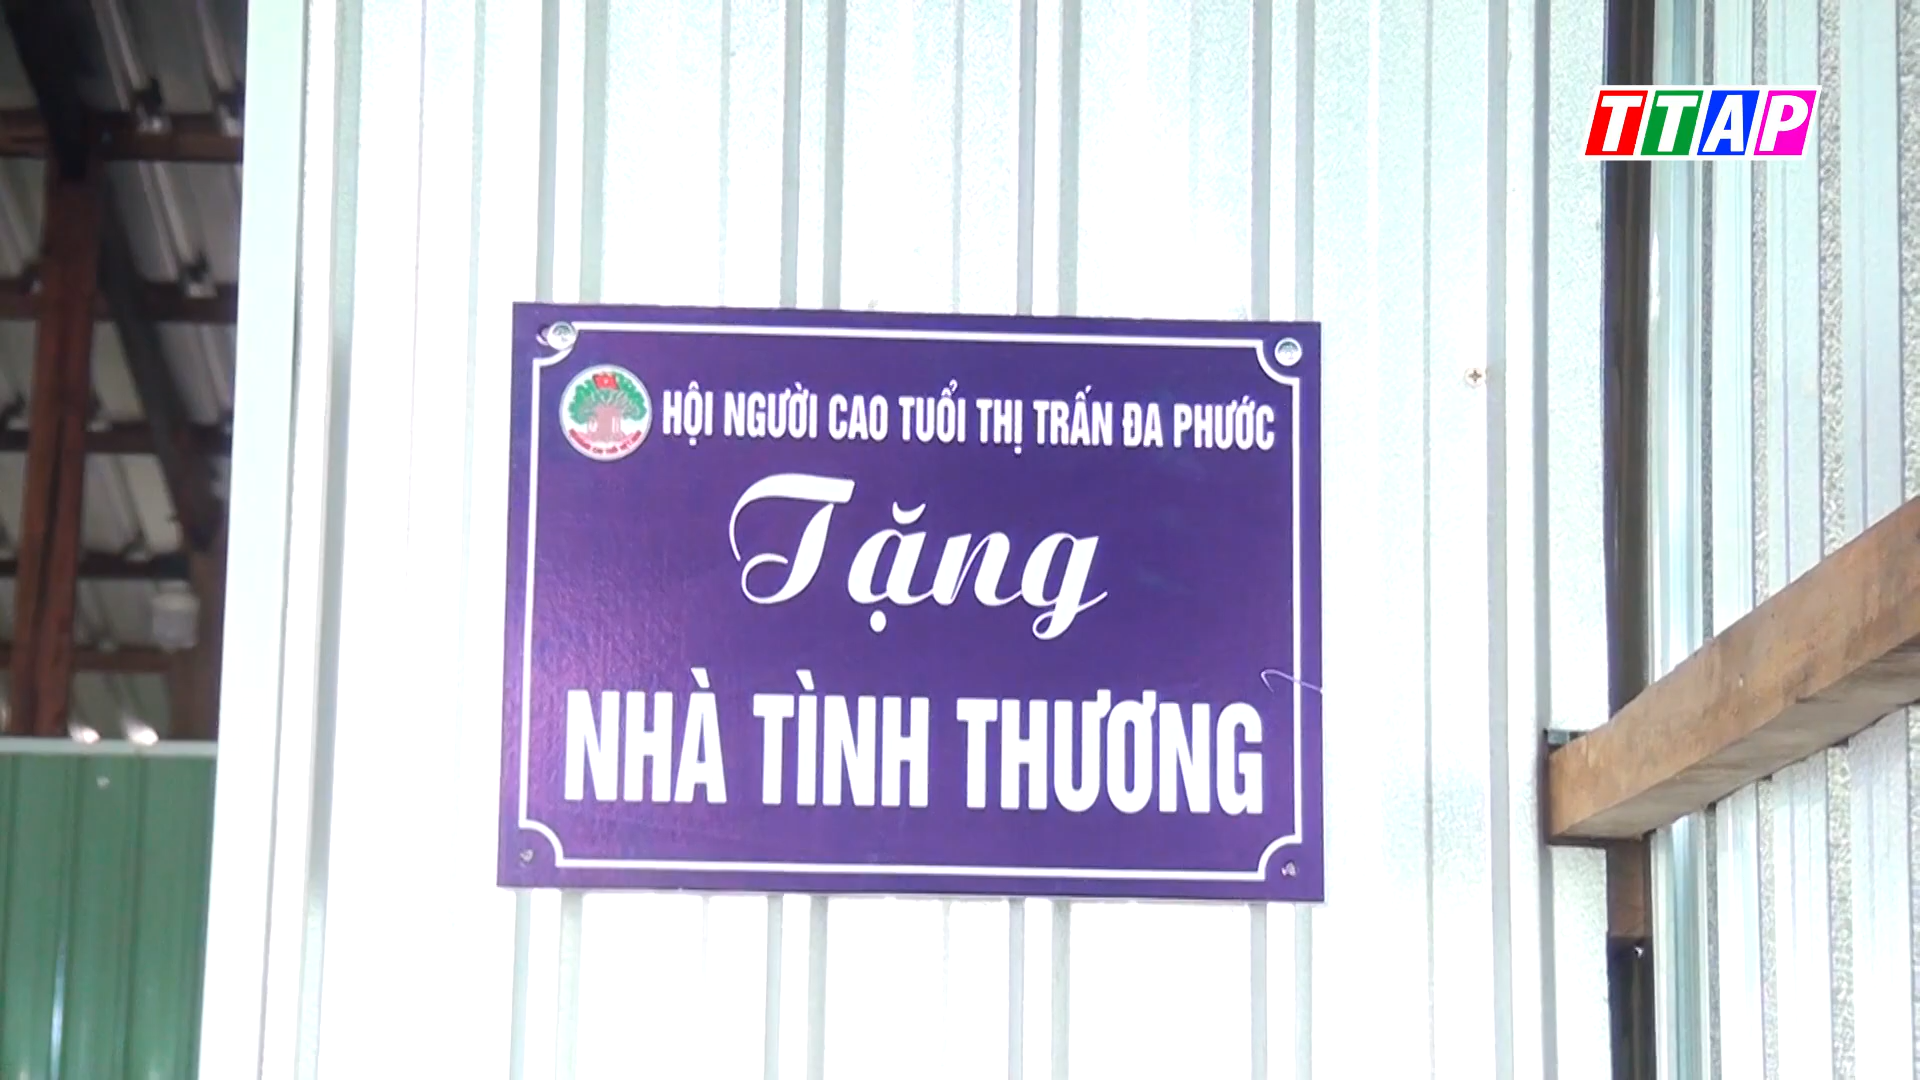 TTAP
HỘI NGƯỜI CAO TUỔI THỊ TRẤN ĐA PHƯỚC
Tặng
NHÀ TÌNH THƯƠNG